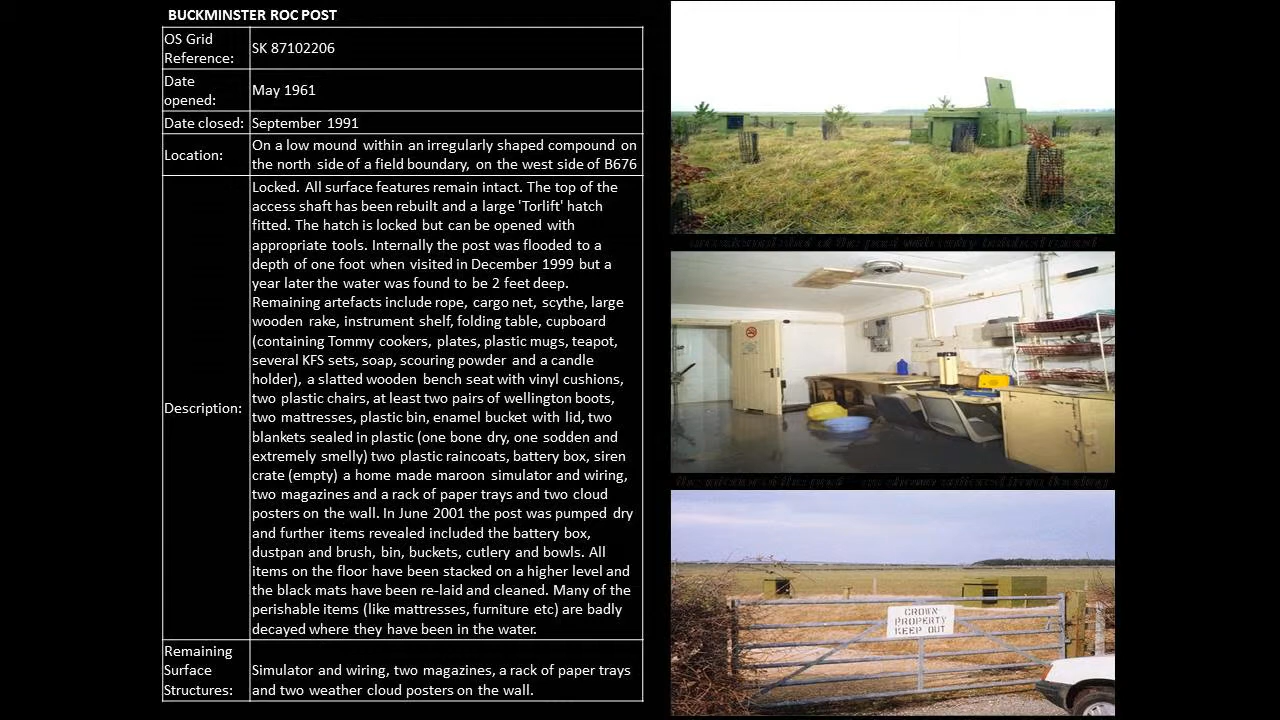 BUCKMINSTER ROC POST
OS Grid
Reference:
SK 87102206
Date
opened:
May 1961
Date closed:
September 1991
Location:
On a low mound within an irregularly shaped compound on
the north side of a field boundary, on the west side of B676
Description:
Locked. All surface features remain intact. The top of the
access shaft has been rebuilt and a large 'Torlift' hatch
fitted. The hatch is locked but can be opened with
appropriate tools. Internally the post was flooded to a
depth of one foot when visited in December 1999 but a
year later the water was found to be 2 feet deep.
Remaining artefacts include rope, cargo net, scythe, large
wooden rake, instrument shelf, folding table, cupboard
(containing Tommy cookers, plates, plastic mugs, teapot,
several KFS sets, soap, scouring powder and a candle
holder), a slatted wooden bench seat with vinyl cushions,
two plastic chairs, at least two pairs of wellington boots,
two mattresses, plastic bin, enamel bucket with lid, two
blankets sealed in plastic (one bone dry, one sodden and
extremely smelly) two plastic raincoats, battery box, siren
crate (empty) a home made maroon simulator and wiring,
two magazines and a rack of paper trays and two cloud
posters on the wall. In June 2001 the post was pumped dry
and further items revealed included the battery box,
dustpan and brush, bin, buckets, cutlery and bowls. All
items on the floor have been stacked on a higher level and
the black mats have been re-laid and cleaned. Many of the
perishable items (like mattresses, furniture etc) are badly
decayed where they have been in the water.
Remaining
Surface
Structures:
Simulator and wiring, two magazines, a rack of paper trays
and two weather cloud posters on the wall.
of the post with
the interior of the post
from flooding
CROWN
PROPERTY
KEEP OUT